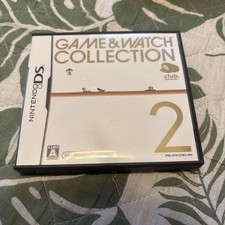 GAME & WATCH
COLLECTION
club
NINTENDO DS
2
A